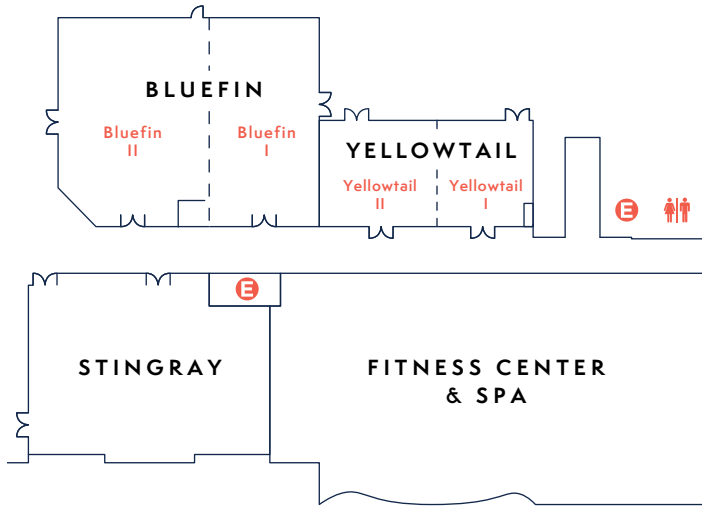 BLUEFIN
Bluefin
II
Bluefin
I
YELLOWTAIL
Yellowtail
II
Yellowtail
I
E
E
STINGRAY
FITNESS CENTER
& SPA